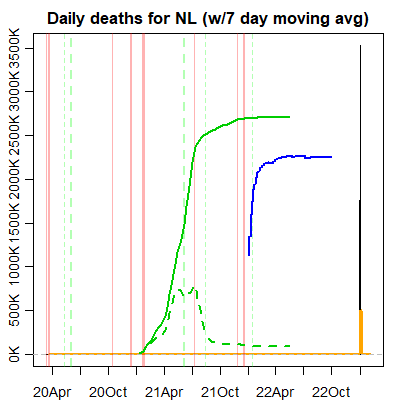 Daily deaths for NL (w/7 day moving avg)
3500K
3000K
2500K
2000K
1500K
1000K
500K
0K
20Apr 20Oct 21Apr 21Oct 22Apr 22Oct